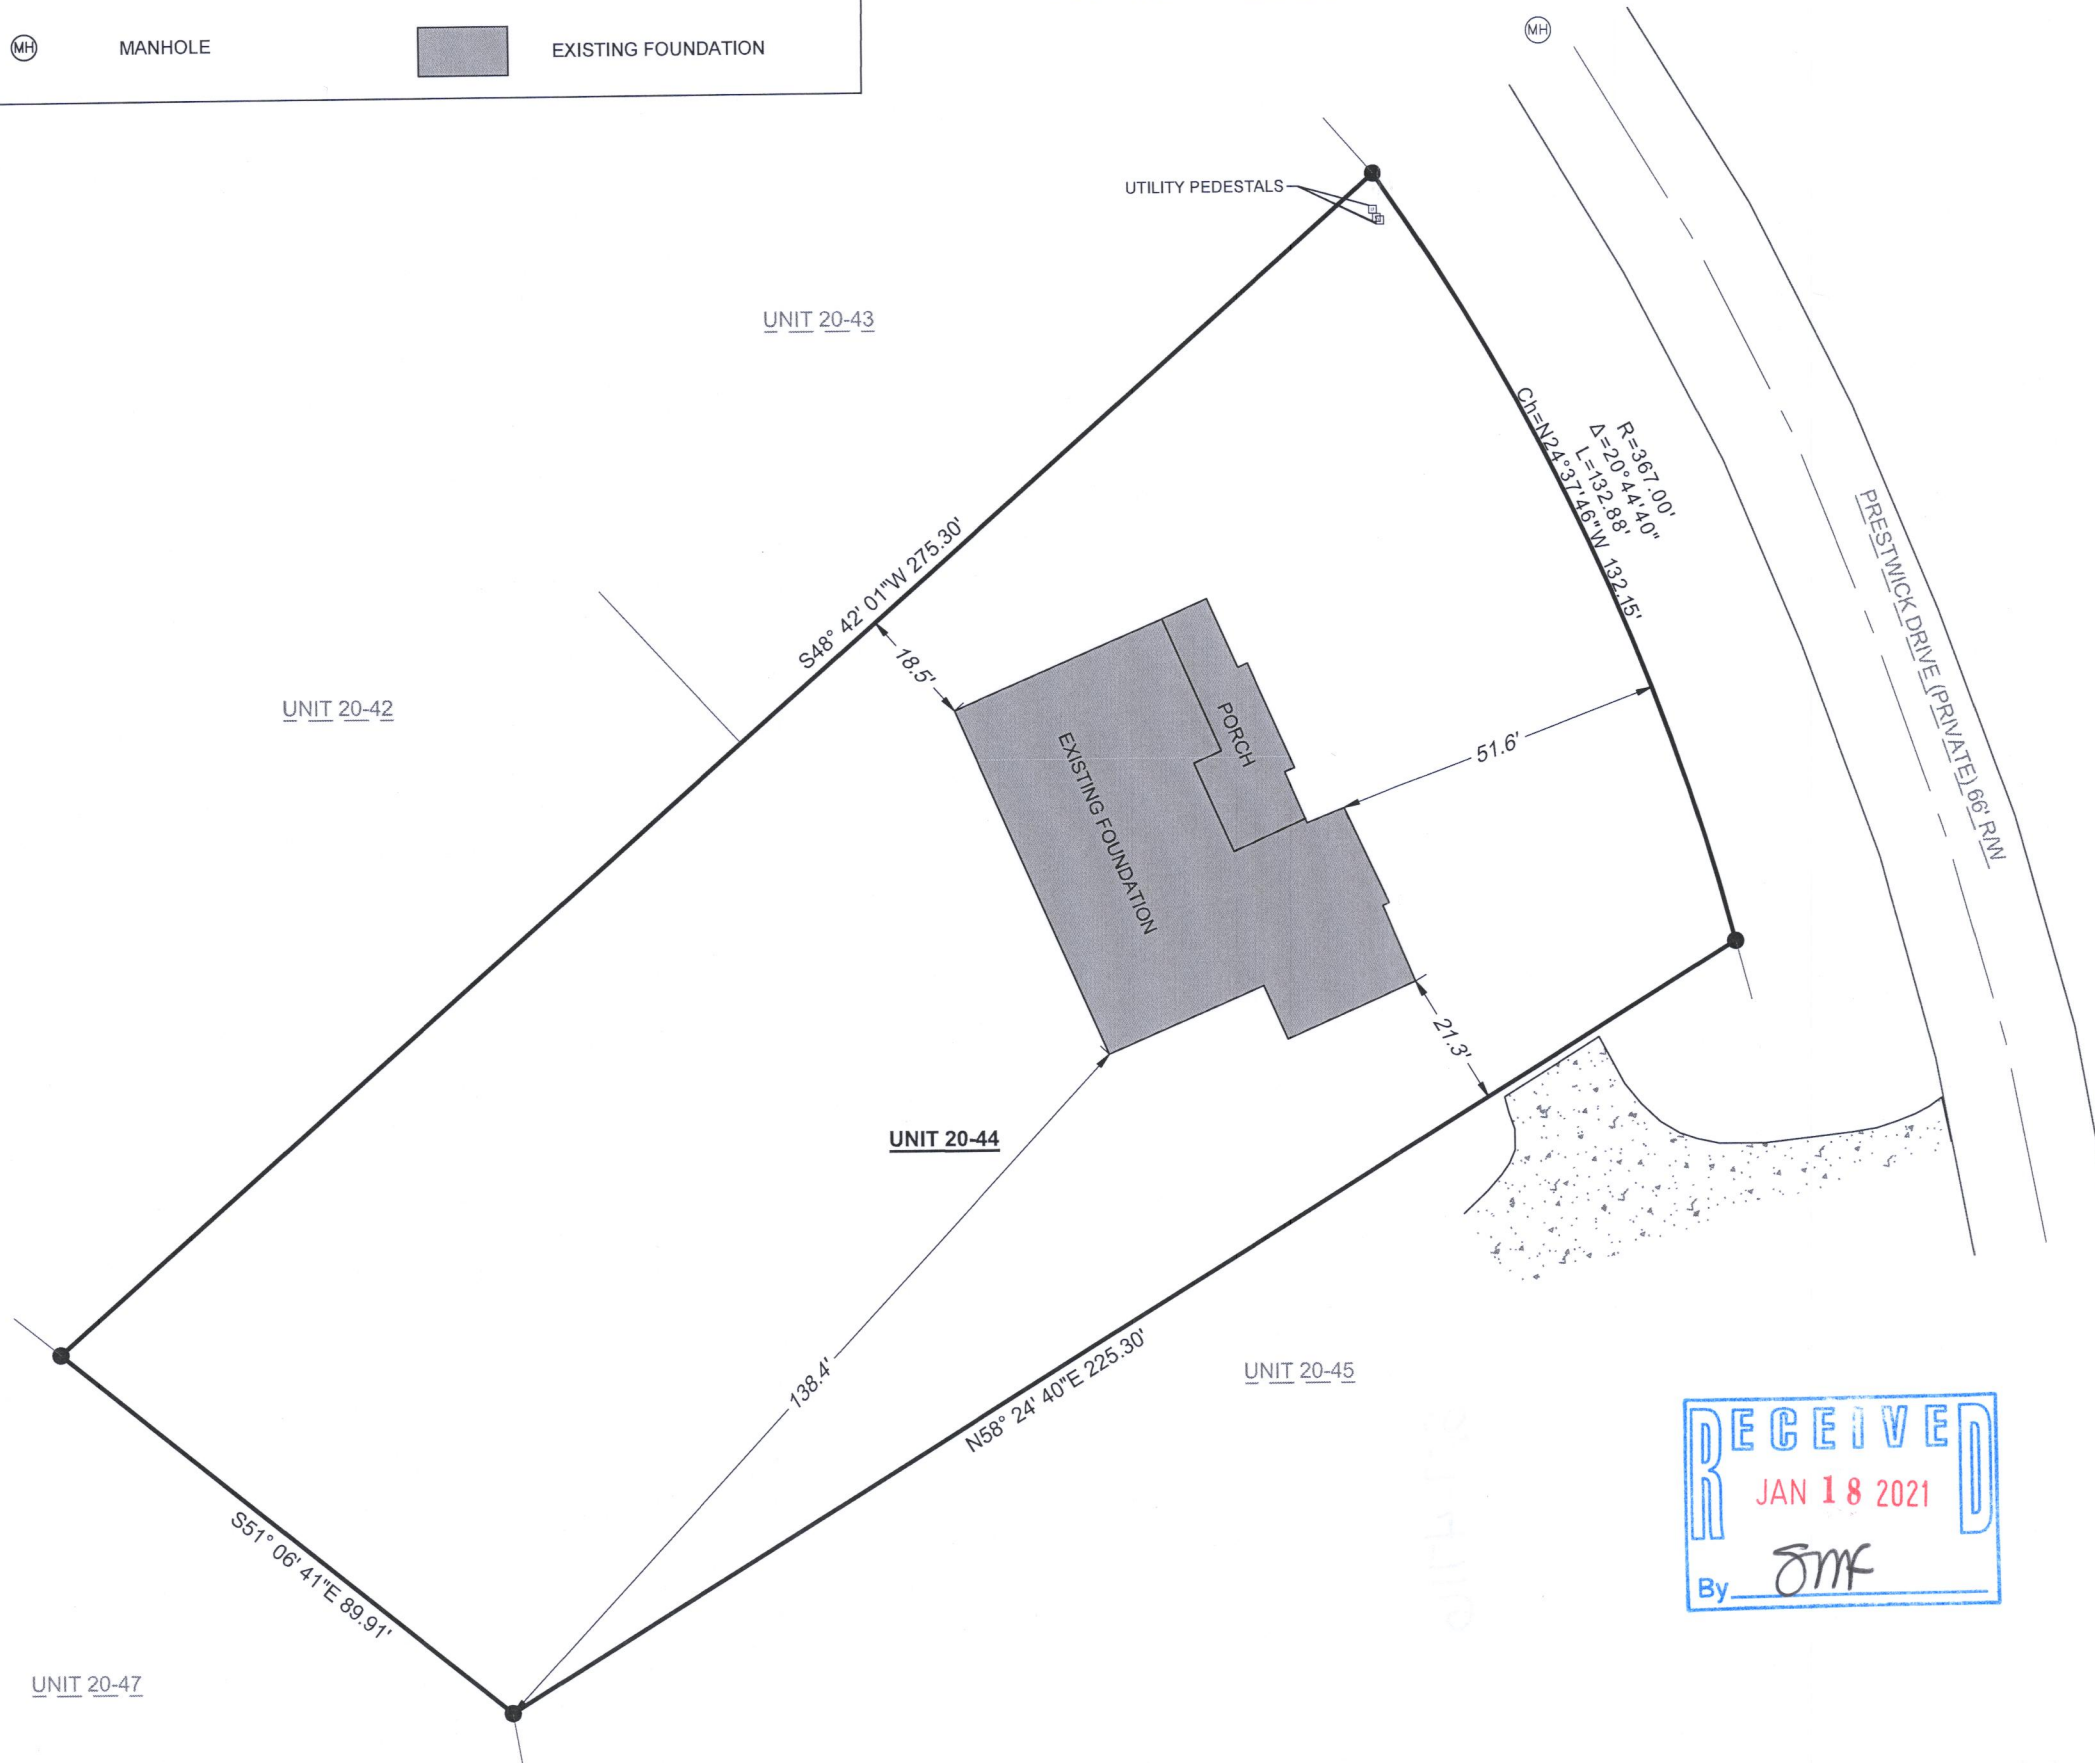 MH MANHOLE EXISTING FOUNDATION
MH
UTILITY PEDESTALS
UNIT 20-43
R=367.00'
Δ=20°44'40"
L=132.88'
Ch=N24°37'46"W 132.15'
PRESTWICK DRIVE (PRIVATE) 66' R/W
S48° 42' 01"W 275.30'
18.5'
UNIT 20-42
PORCH
51.6'
EXISTING FOUNDATION
21.3'
UNIT 20-44
138.4'
N58° 24' 40"E 225.30'
UNIT 20-45
S51° 06' 41"E 89.91'
UNIT 20-47
RECEIVED
JAN 18 2021
By SMF